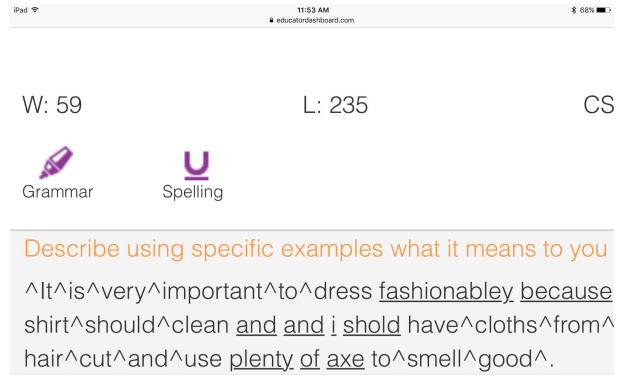 iPad 11:53 AM 68%
educatordashboard.com
W: 59 L: 235 CS
Grammar Spelling
Describe using specific examples what it means to you
^It^is^very^important^to^dress fashionabley because
shirt^should^clean and and i shold have^cloths^from^
hair^cut^and^use plenty of axe to^smell^good^.